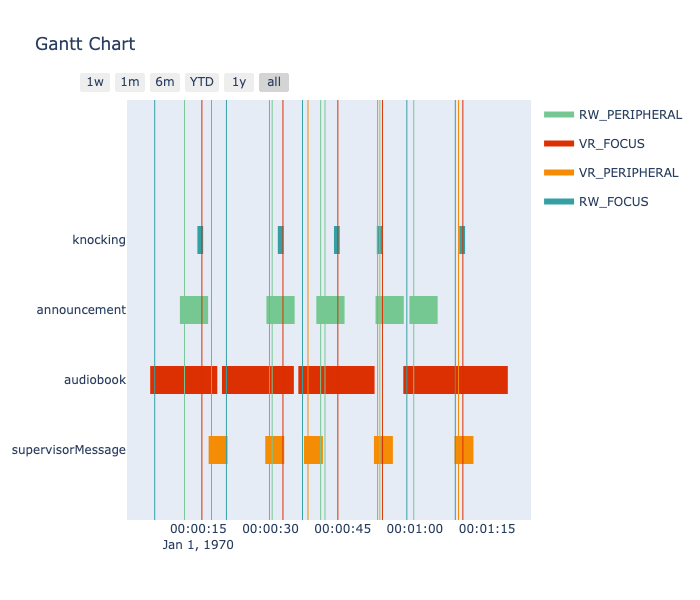 Gantt Chart
1w 1m 6m YTD 1y all
RW_PERIPHERAL
VR_FOCUS
VR_PERIPHERAL
RW_FOCUS
knocking
announcement
audiobook
supervisorMessage
00:00:15 00:00:30 00:00:45 00:01:00 00:01:15
Jan 1, 1970